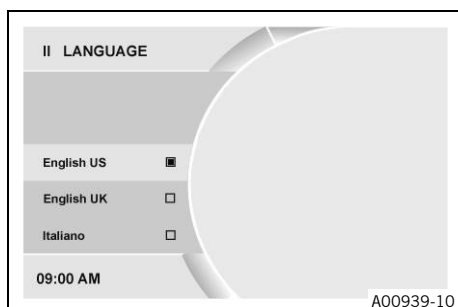 II LANGUAGE
English US
English UK
Italiano
09:00 AM
A00939-10